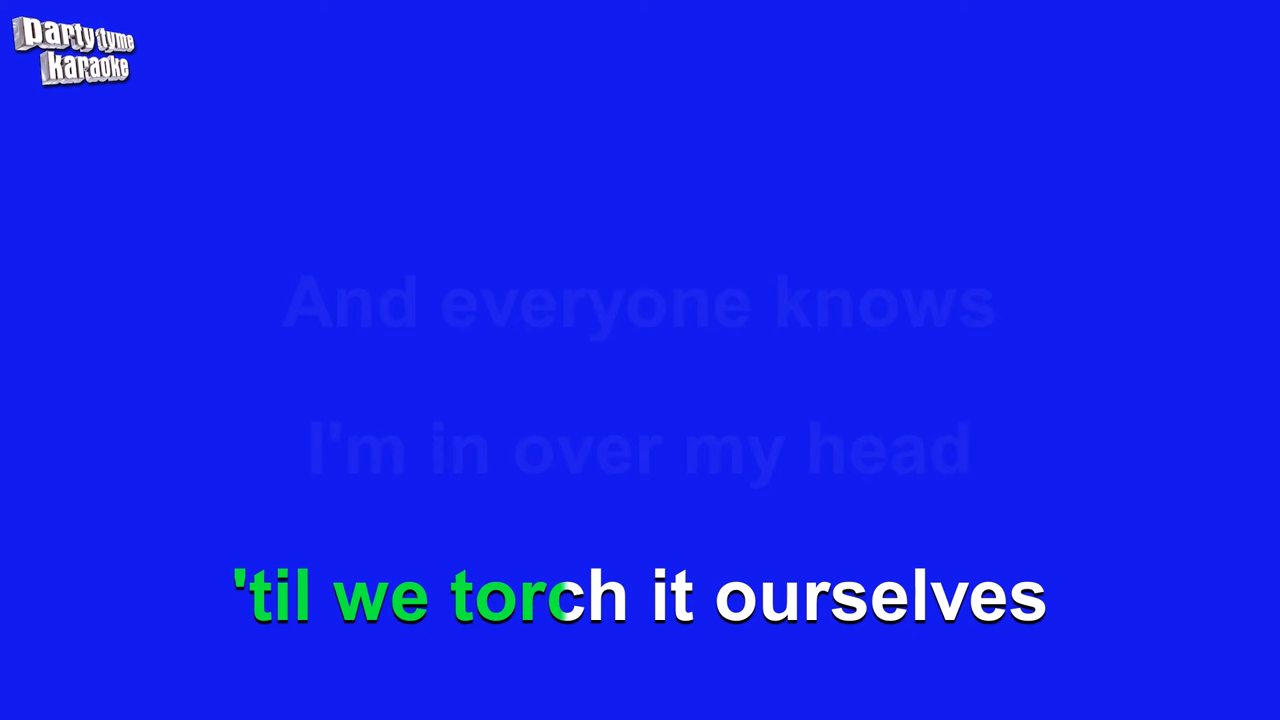 party tyme
karaoke
And everyone knows
I'm in over my head
'til we torch it ourselves